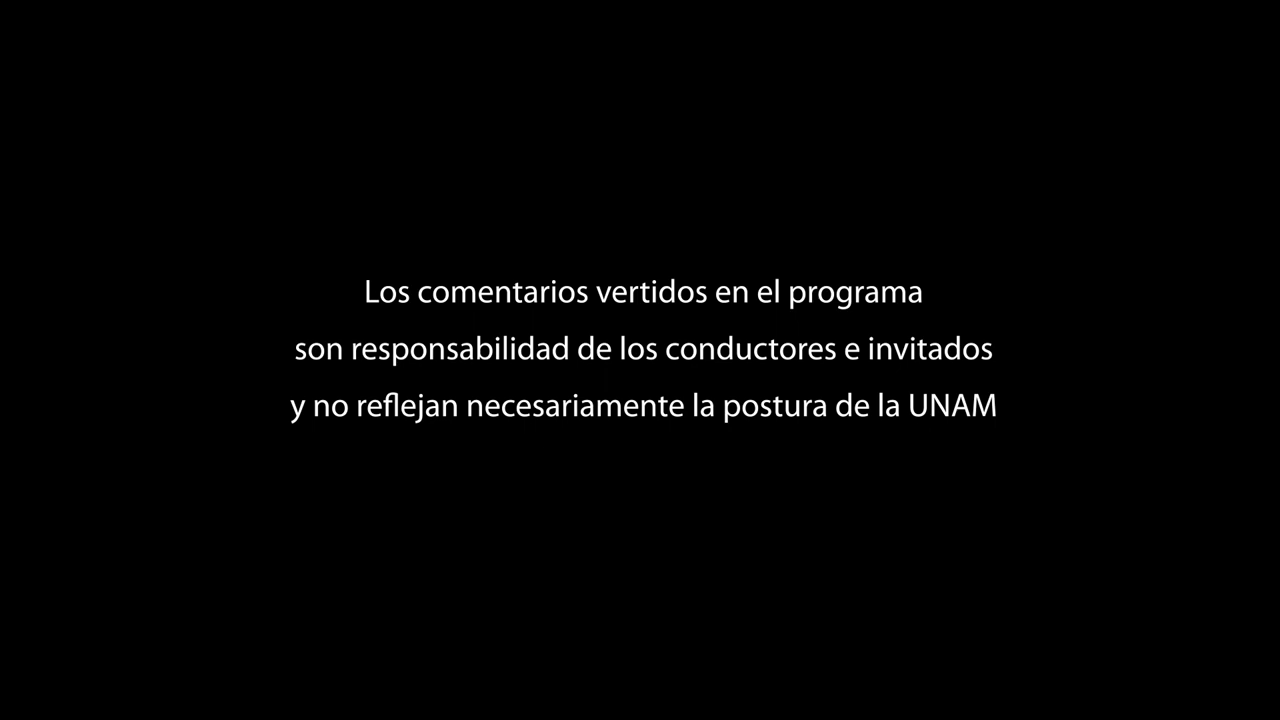 Los comentarios vertidos en el programa
son responsabilidad de los conductores e invitados
y no reflejan necesariamente la postura de la UNAM